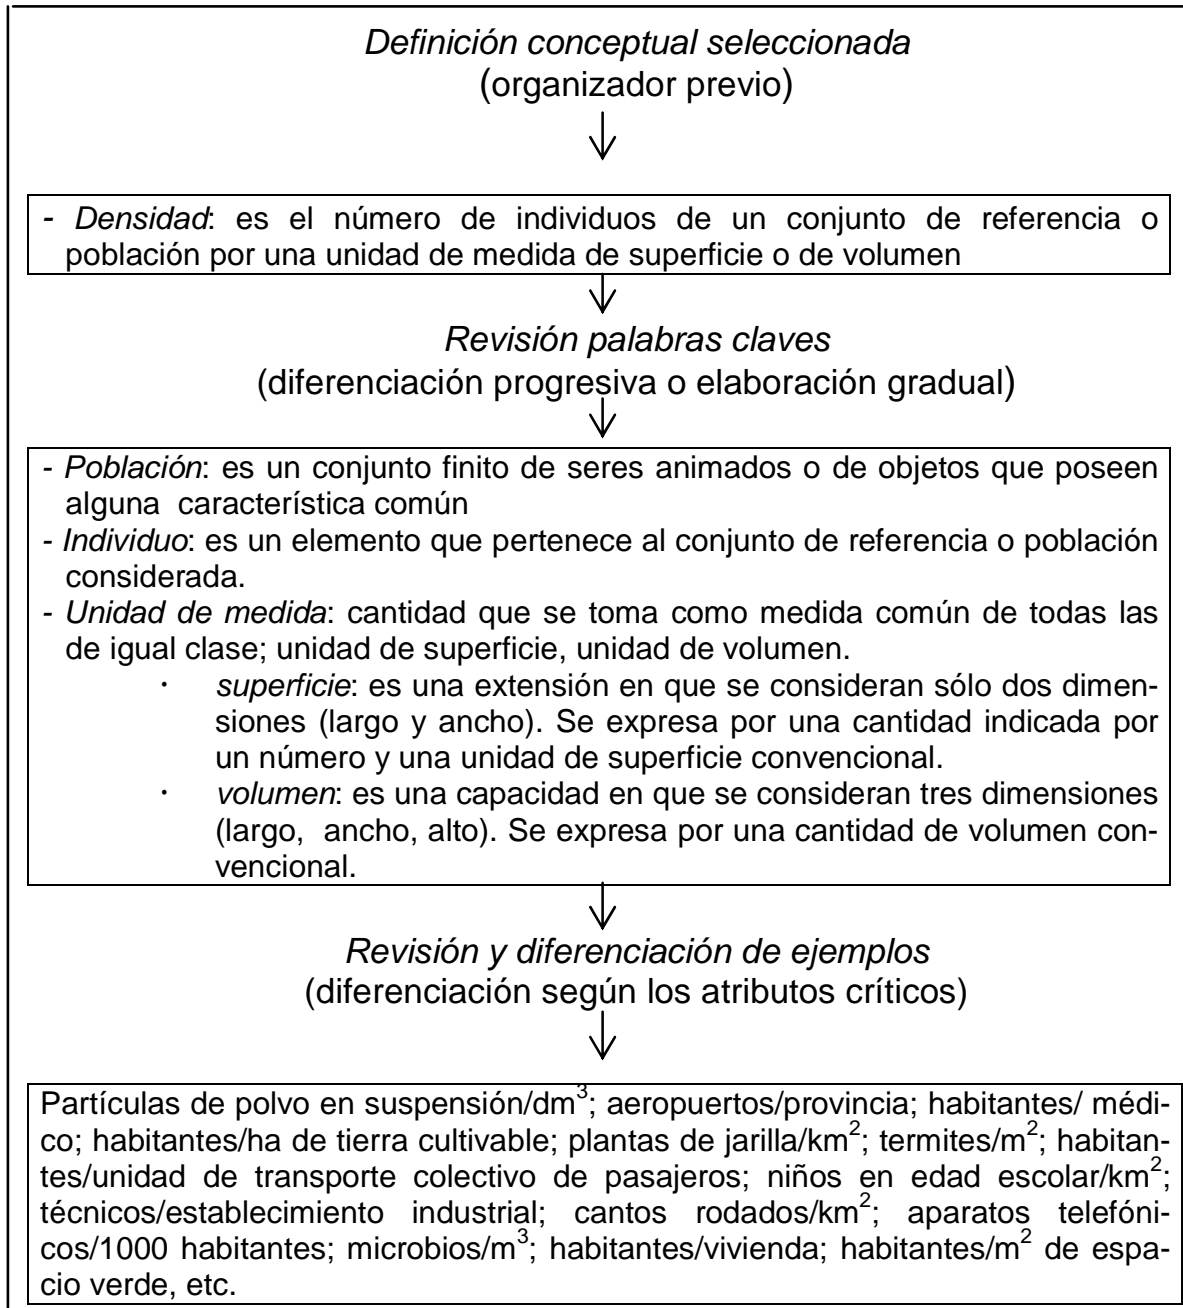 Definición conceptual seleccionada
(organizador previo)
- Densidad: es el número de individuos de un conjunto de referencia o
población por una unidad de medida de superficie o de volumen
Revisión palabras claves
(diferenciación progresiva o elaboración gradual)
- Población: es un conjunto finito de seres animados o de objetos que poseen
alguna característica común
- Individuo: es un elemento que pertenece al conjunto de referencia o población
considerada.
- Unidad de medida: cantidad que se toma como medida común de todas las
de igual clase; unidad de superficie, unidad de volumen.
· superficie: es una extensión en que se consideran sólo dos dimen-
siones (largo y ancho). Se expresa por una cantidad indicada por
un número y una unidad de superficie convencional.
· volumen: es una capacidad en que se consideran tres dimensiones
(largo, ancho, alto). Se expresa por una cantidad de volumen con-
vencional.
Revisión y diferenciación de ejemplos
(diferenciación según los atributos críticos)
Partículas de polvo en suspensión/dm³; aeropuertos/provincia; habitantes/ médi-
co; habitantes/ha de tierra cultivable; plantas de jarilla/km²; termites/m²; habitan-
tes/unidad de transporte colectivo de pasajeros; niños en edad escolar/km²;
técnicos/establecimiento industrial; cantos rodados/km²; aparatos telefóni-
cos/1000 habitantes; microbios/m³; habitantes/vivienda; habitantes/m² de espa-
cio verde, etc.